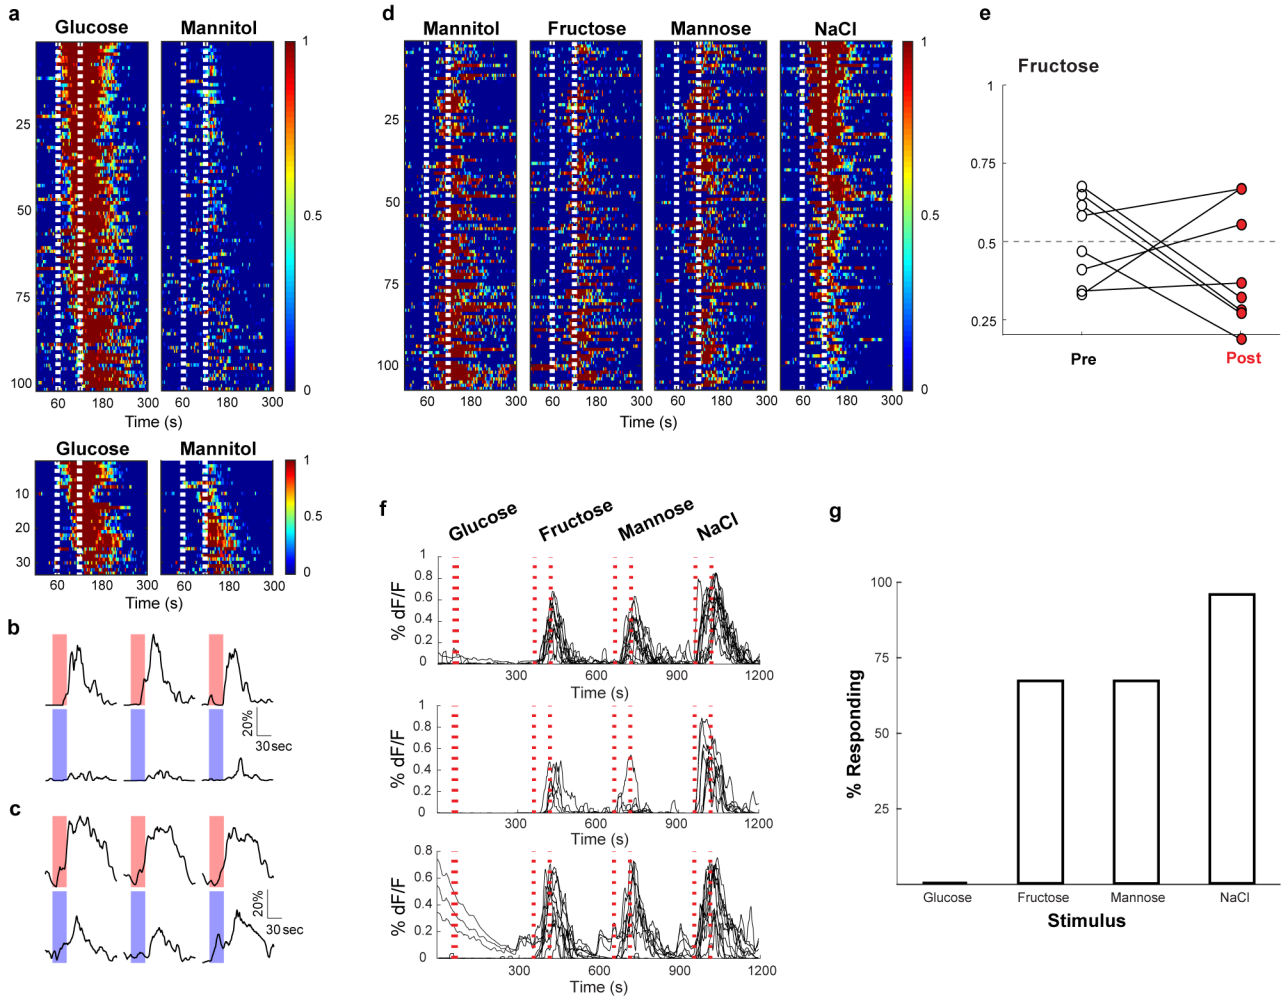 a
Glucose
Mannitol
25
50
75
100
60
180
300
60
180
300
Time (s)
1
0.5
0
Glucose
Mannitol
10
20
30
60
180
300
60
180
300
Time (s)
1
0.5
0
b
20%
30 sec
c
20%
30 sec
d
Mannitol
Fructose
Mannose
NaCl
25
50
75
100
60
180
300
60
180
300
60
180
300
60
180
300
Time (s)
1
0.5
0
e
Fructose
1
0.75
0.5
0.25
Pre
Post
f
Glucose
Fructose
Mannose
NaCl
% dF/F
1
0.8
0.6
0.4
0.2
0
300
600
900
1200
Time (s)
% dF/F
1
0.8
0.6
0.4
0.2
0
300
600
900
1200
Time (s)
% dF/F
0.8
0.6
0.4
0.2
0
300
600
900
1200
Time (s)
g
% Responding
100
75
50
25
Glucose
Fructose
Mannose
NaCl
Stimulus